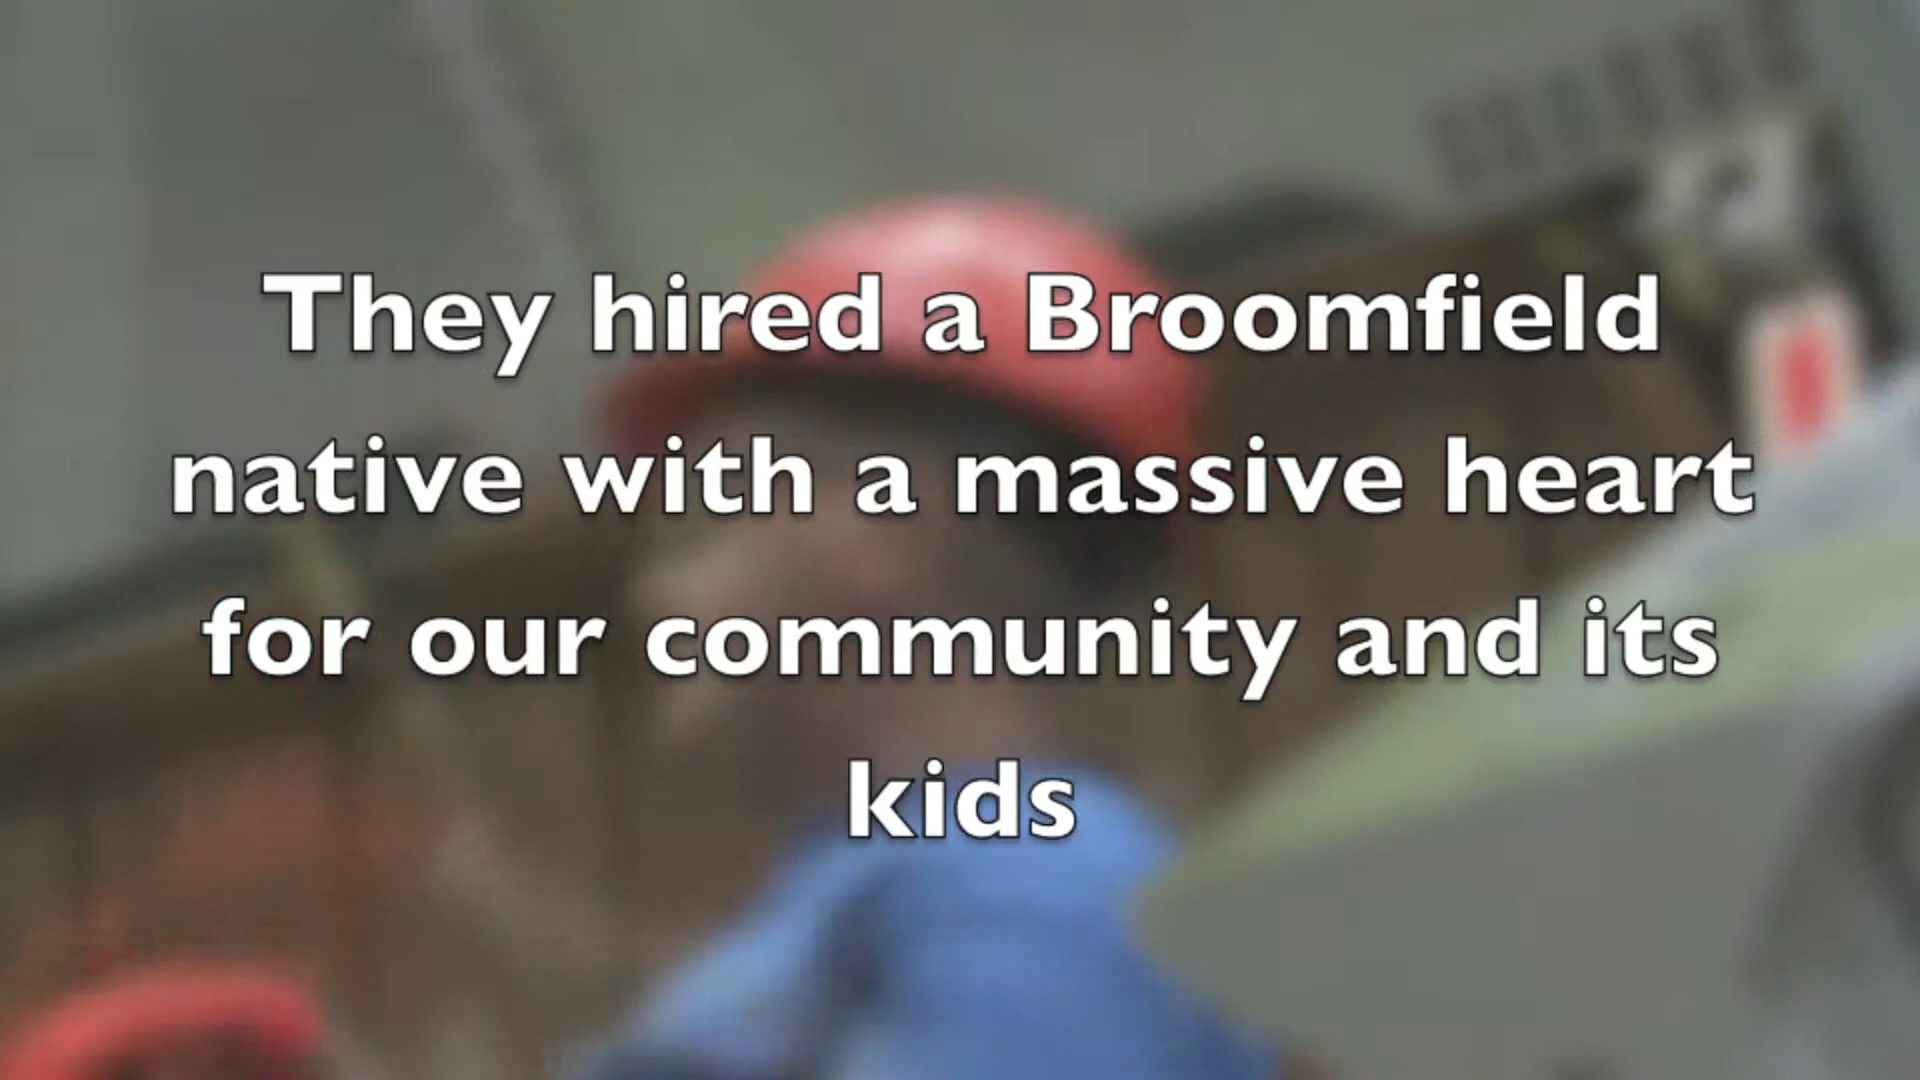 They hired a Broomfield
native with a massive heart
for our community and its
kids